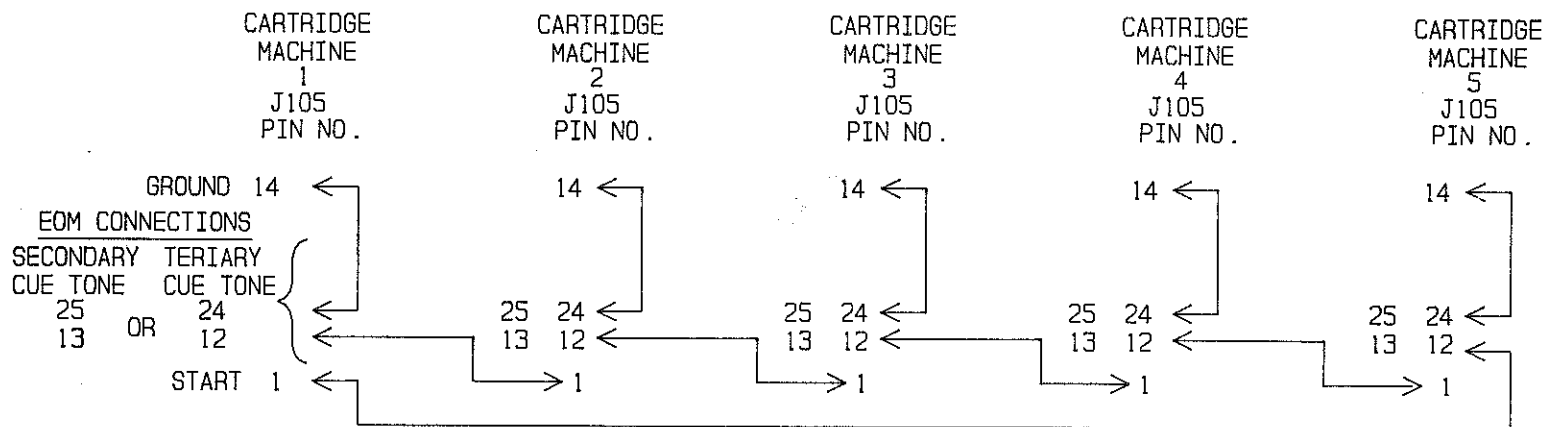 CARTRIDGE CARTRIDGE CARTRIDGE CARTRIDGE CARTRIDGE
MACHINE MACHINE MACHINE MACHINE MACHINE
1 2 3 4 5
J105 J105 J105 J105 J105
PIN NO. PIN NO. PIN NO. PIN NO. PIN NO.
GROUND 14 14 14 14 14
EOM CONNECTIONS
SECONDARY TERIARY
CUE TONE CUE TONE
25 24 25 24 25 24 25 24 25 24
OR
13 12 13 12 13 12 13 12 13 12
START 1 1 1 1 1